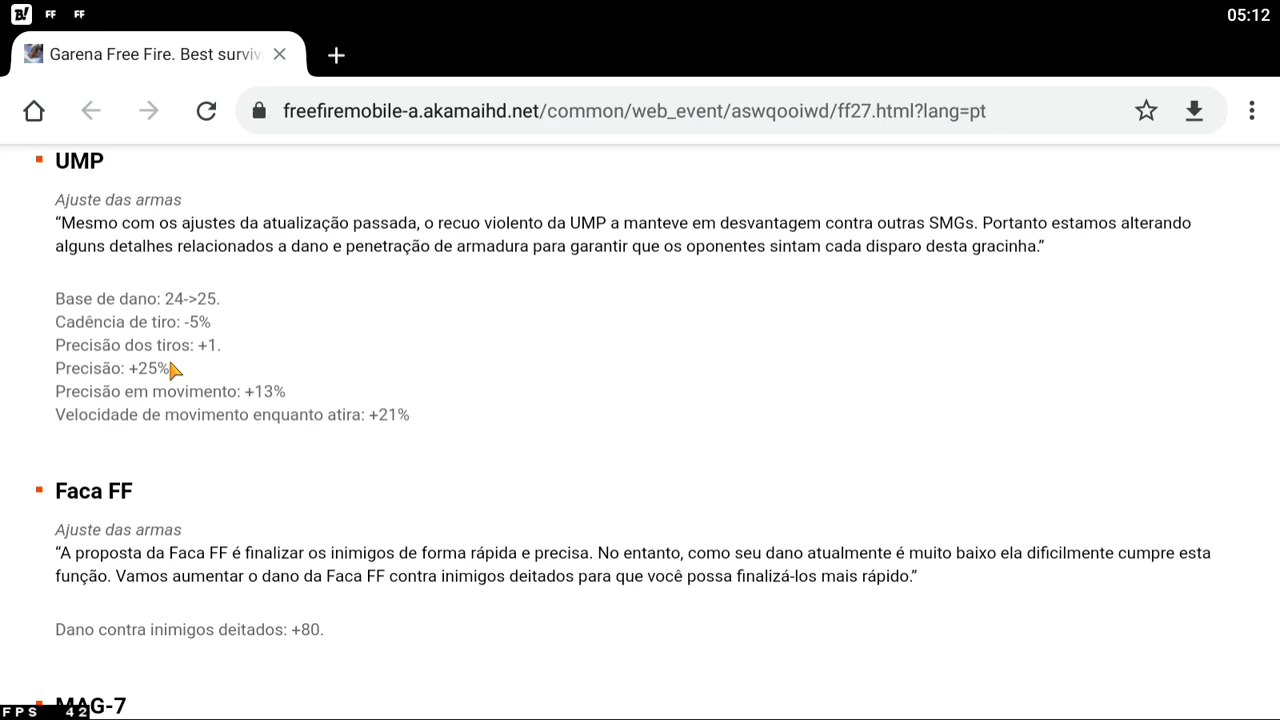 B!
FF
FF
05:12
Garena Free Fire. Best surviv
freefiremobile-a.akamaihd.net/common/web_event/aswqooiwd/ff27.html?lang=pt
UMP
Ajuste das armas
“Mesmo com os ajustes da atualização passada, o recuo violento da UMP a manteve em desvantagem contra outras SMGs. Portanto estamos alterando
alguns detalhes relacionados a dano e penetração de armadura para garantir que os oponentes sintam cada disparo desta gracinha.”
Base de dano: 24->25.
Cadência de tiro: -5%
Precisão dos tiros: +1.
Precisão: +25%
Precisão em movimento: +13%
Velocidade de movimento enquanto atira: +21%
Faca FF
Ajuste das armas
“A proposta da Faca FF é finalizar os inimigos de forma rápida e precisa. No entanto, como seu dano atualmente é muito baixo ela dificilmente cumpre esta
função. Vamos aumentar o dano da Faca FF contra inimigos deitados para que você possa finalizá-los mais rápido.”
Dano contra inimigos deitados: +80.
MAG-7
FPS 42